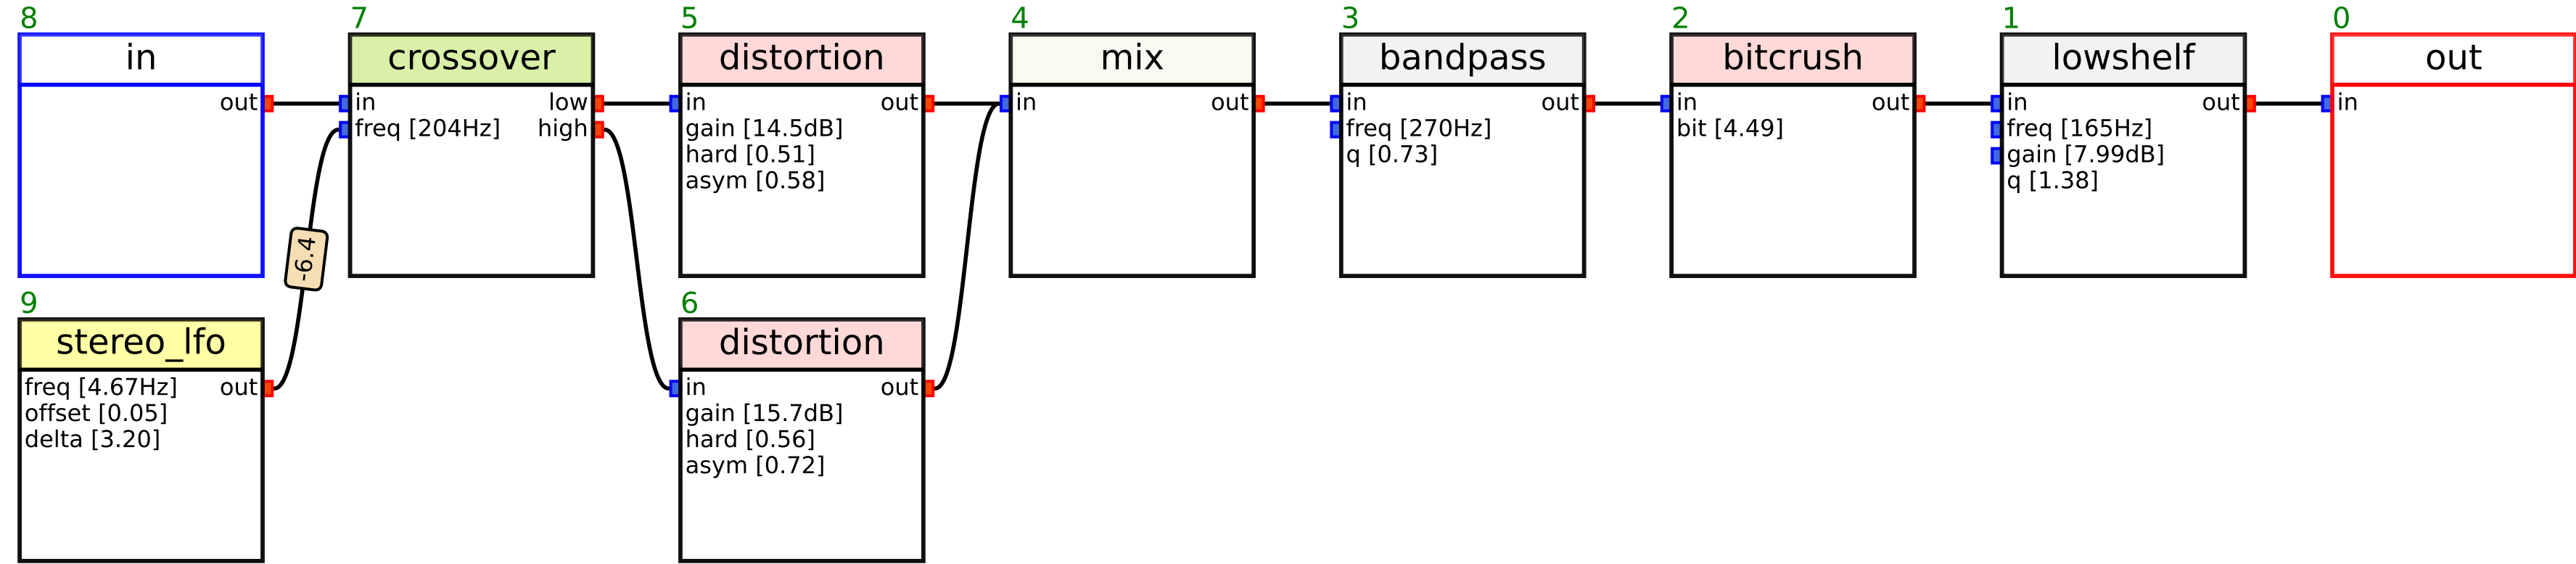 8
in
out
7
crossover
in low
freq [204Hz] high
5
distortion
in out
gain [14.5dB]
hard [0.51]
asym [0.58]
4
mix
in out
3
bandpass
in out
freq [270Hz]
q [0.73]
2
bitcrush
in out
bit [4.49]
1
lowshelf
in out
freq [165Hz]
gain [7.99dB]
q [1.38]
0
out
in
-6.4
9
stereo_lfo
freq [4.67Hz] out
offset [0.05]
delta [3.20]
6
distortion
in out
gain [15.7dB]
hard [0.56]
asym [0.72]